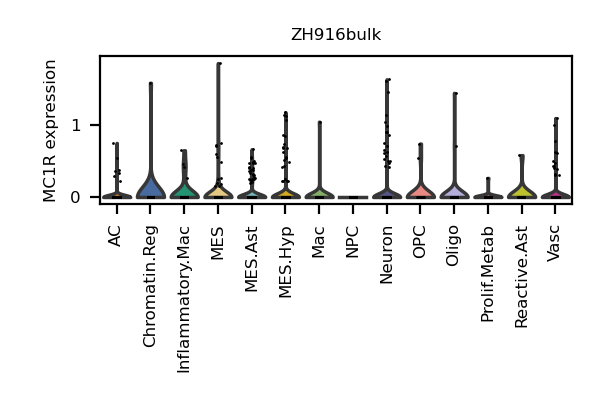 ZH916bulk
MC1R expression
1
0
AC
Chromatin.Reg
Inflammatory.Mac
MES
MES.Ast
MES.Hyp
Mac
NPC
Neuron
OPC
Oligo
Prolif.Metab
Reactive.Ast
Vasc